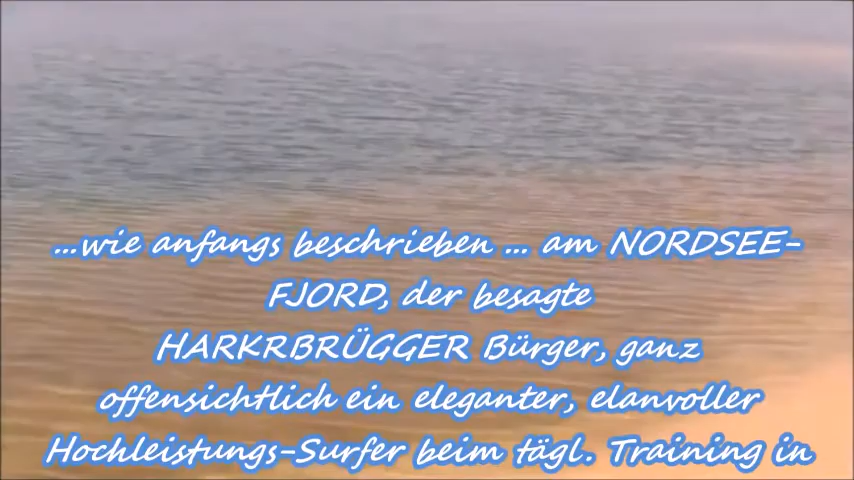 ...wie anfangs beschrieben ... am NORDSEE-
FJORD, der besagte
HARKRBRÜGGER Bürger, ganz
offensichtlich ein eleganter, elanvoller
Hochleistungs-Surfer beim tägl. Training in